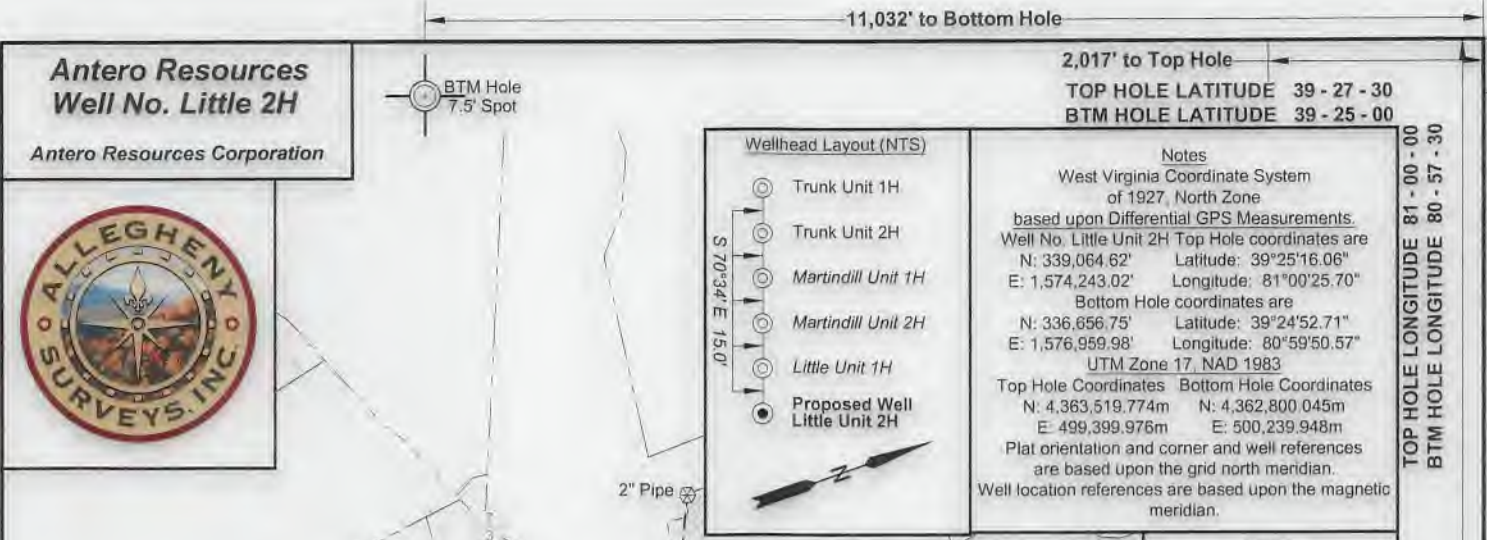 11,032' to Bottom Hole
Antero Resources
Well No. Little 2H
Antero Resources Corporation
BTM Hole
7.5' Spot
2,017' to Top Hole
TOP HOLE LATITUDE 39 - 27 - 30
BTM HOLE LATITUDE 39 - 25 - 00
TOP HOLE LONGITUDE 81 - 00 - 00
BTM HOLE LONGITUDE 80 - 57 - 30
ALLEGHENY
SURVEYS, INC.
Wellhead Layout (NTS)
Trunk Unit 1H
Trunk Unit 2H
Martindill Unit 1H
Martindill Unit 2H
Little Unit 1H
Proposed Well
Little Unit 2H
S 70°34' E 15.0'
N
2" Pipe
Notes
West Virginia Coordinate System
of 1927, North Zone
based upon Differential GPS Measurements.
Well No. Little Unit 2H Top Hole coordinates are
N: 339,064.62' Latitude: 39°25'16.06"
E: 1,574,243.02' Longitude: 81°00'25.70"
Bottom Hole coordinates are
N: 336,656.75' Latitude: 39°24'52.71"
E: 1,576,959.98' Longitude: 80°59'50.57"
UTM Zone 17, NAD 1983
Top Hole Coordinates Bottom Hole Coordinates
N: 4,363,519.774m N: 4,362,800.045m
E: 499,399.976m E: 500,239.948m
Plat orientation and corner and well references
are based upon the grid north meridian.
Well location references are based upon the magnetic
meridian.